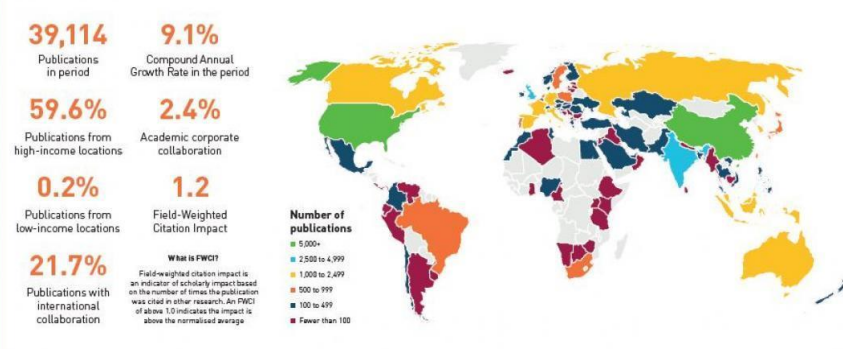 39,114
Publications
in period
9.1%
Compound Annual
Growth Rate in the period
59.6%
Publications from
high-income locations
2.4%
Academic corporate
collaboration
0.2%
Publications from
low-income locations
1.2
Field-Weighted
Citation Impact
21.7%
Publications with
international
collaboration
What is FWCI?
Field-weighted citation impact is
an indicator of scholarly impact based
on the number of times the publication
was cited in other research. An FWCI
of above 1.0 indicates the impact is
above the normalised average
Number of
publications
5,000+
2,500 to 4,999
1,000 to 2,499
500 to 999
100 to 499
Fewer than 100